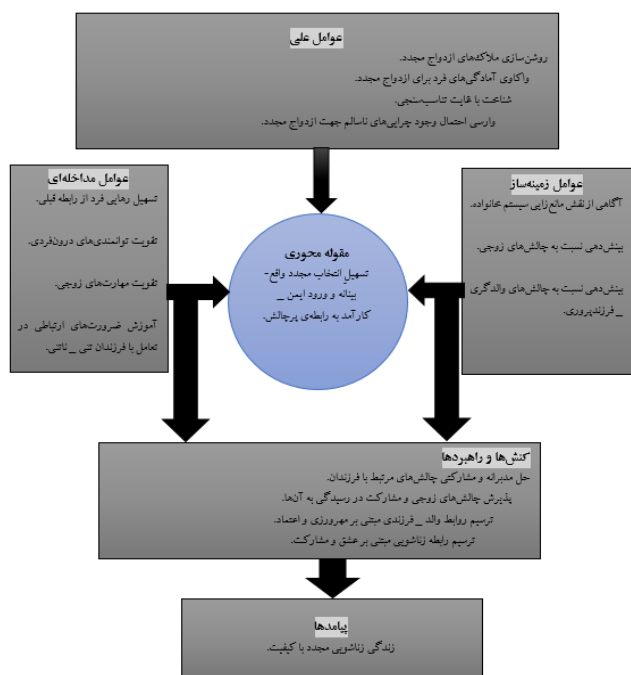 عوامل علی
روشن‌سازی ملاک‌های ازدواج مجدد.
واکاوی آمادگی‌های فرد برای ازدواج مجدد.
شناخت با غایت تناسب‌سنجی.
وارسی احتمال وجود چرایی‌های ناسالم جهت ازدواج مجدد.
عوامل زمینه‌ساز
آگاهی از نقش مانع‌زایی سیستم خانواده.
بینش‌دهی نسبت به چالش‌های زوجی.
بینش‌دهی نسبت به چالش‌های والدگری
_ فرزندپروری.
مقوله محوری
تسهیل انتخاب مجدد واقع-
بینانه و ورود ایمن _
کارآمد به رابطه‌ی پرچالش.
عوامل مداخله‌ای
تسهیل رهایی فرد از رابطه قبلی.
تقویت توانمندی‌های درون‌فردی.
تقویت مهارت‌های زوجی.
آموزش ضرورت‌های ارتباطی در
تعامل با فرزندان تنی _ ناتنی.
کنش‌ها و راهبردها
حل مدبرانه و مشارکتی چالش‌های مرتبط با فرزندان.
پذیرش چالش‌های زوجی و مشارکت در رسیدگی به آن‌ها.
ترسیم روابط والد _ فرزندی مبتنی بر مهرورزی و اعتماد.
ترسیم رابطه زناشویی مبتنی بر عشق و مشارکت.
پیامدها
زندگی زناشویی مجدد با کیفیت.